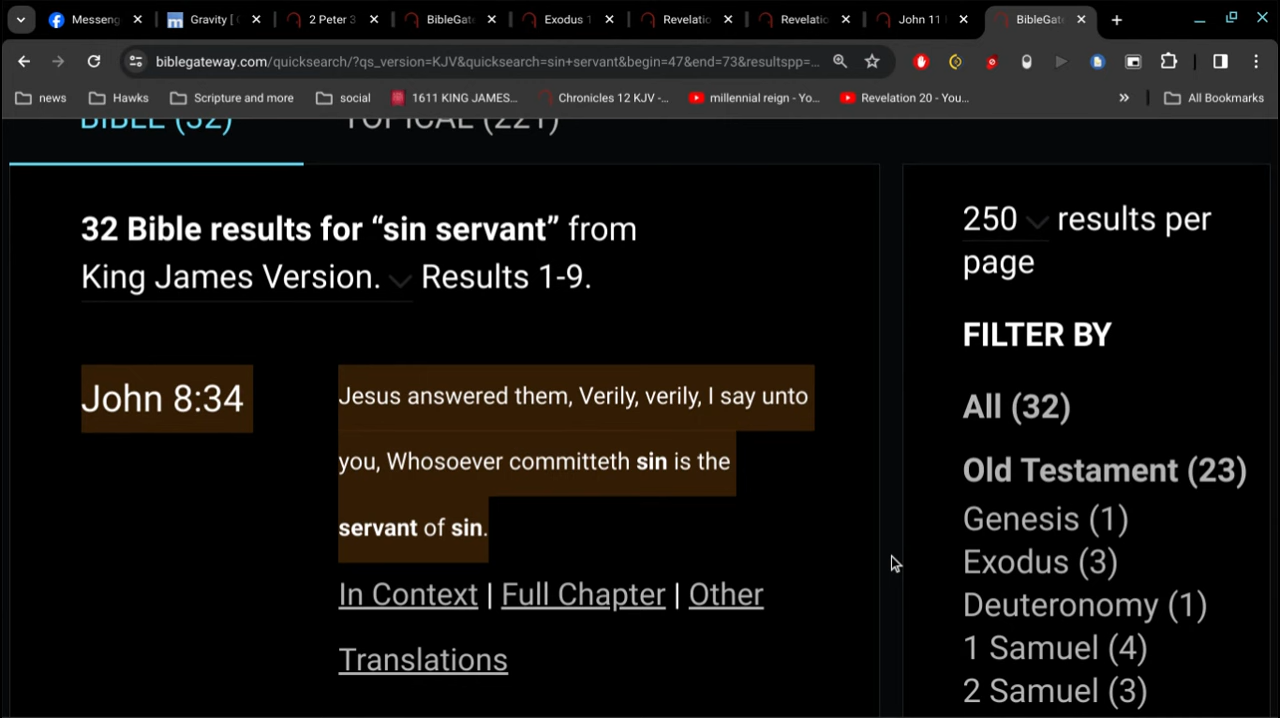 Messeng
Gravity [
2 Peter 3
BibleGat
Exodus 1
Revelatio
Revelatio
John 11
BibleGat
biblegateway.com/quicksearch/?qs_version=KJV&quicksearch=sin+servant&begin=47&end=73&resultspp=...
news
Hawks
Scripture and more
social
1611 KING JAMES...
Chronicles 12 KJV -...
millennial reign - Yo...
Revelation 20 - You...
All Bookmarks
BIBLE (32)
TOPICAL (221)
32 Bible results for “sin servant” from
King James Version. Results 1-9.
John 8:34
Jesus answered them, Verily, verily, I say unto
you, Whosoever committeth sin is the
servant of sin.
In Context | Full Chapter | Other
Translations
250 results per
page
FILTER BY
All (32)
Old Testament (23)
Genesis (1)
Exodus (3)
Deuteronomy (1)
1 Samuel (4)
2 Samuel (3)